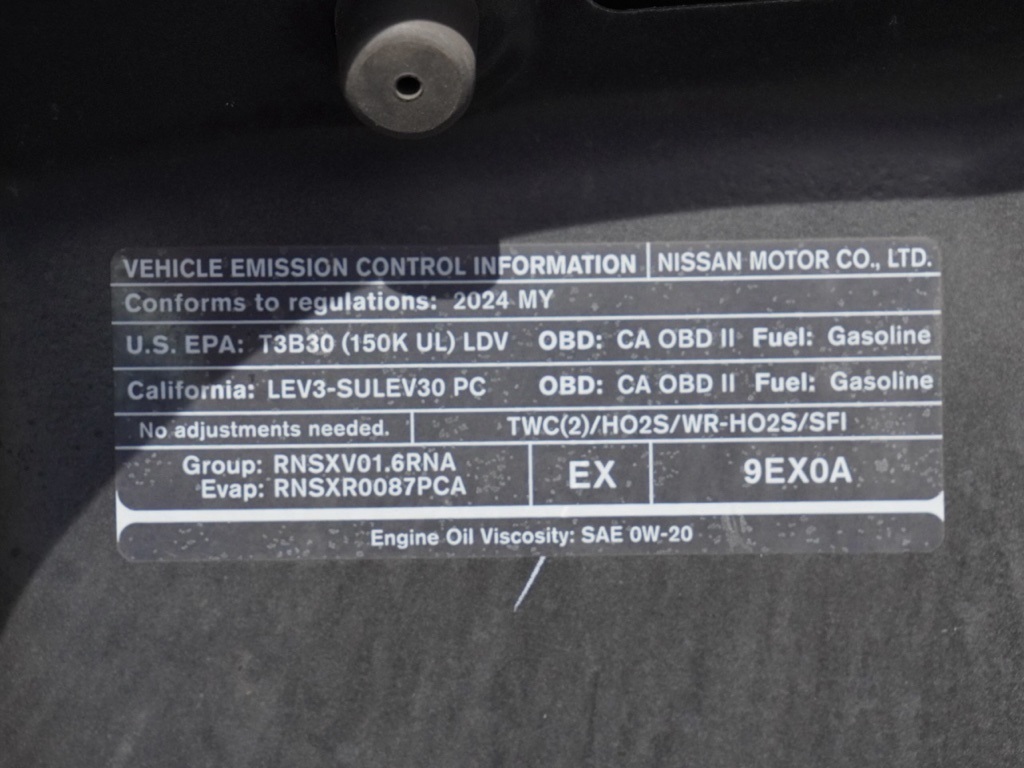 VEHICLE EMISSION CONTROL INFORMATION NISSAN MOTOR CO., LTD.
Conforms to regulations: 2024 MY
U.S. EPA: T3B30 (150K UL) LDV OBD: CA OBD II Fuel: Gasoline
California: LEV3-SULEV30 PC OBD: CA OBD II Fuel: Gasoline
No adjustments needed. TWC(2)/HO2S/WR-HO2S/SFI
Group: RNSXV01.6RNA
Evap: RNSXR0087PCA
EX 9EX0A
Engine Oil Viscosity: SAE 0W-20